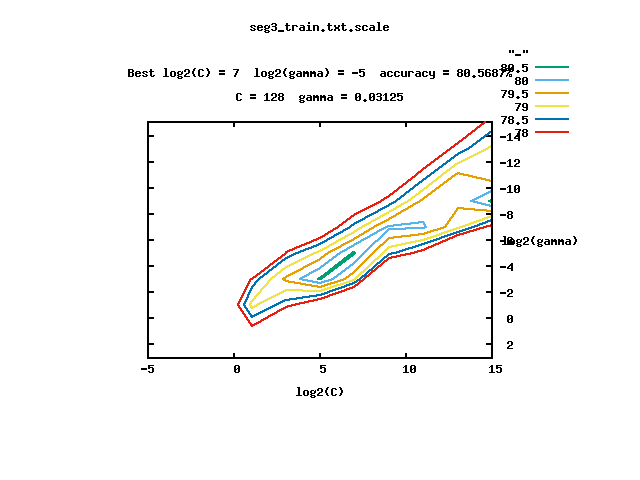 seg3_train.txt.scale
"-"
Best log2(C) = 7 log2(gamma) = -5 accuracy = 80.5687%
80.5
80
C = 128 gamma = 0.03125
79.5
79
78.5
78
-14
-12
-10
-8
-6
log2(gamma)
-4
-2
0
2
-5 0 5 10 15
log2(C)